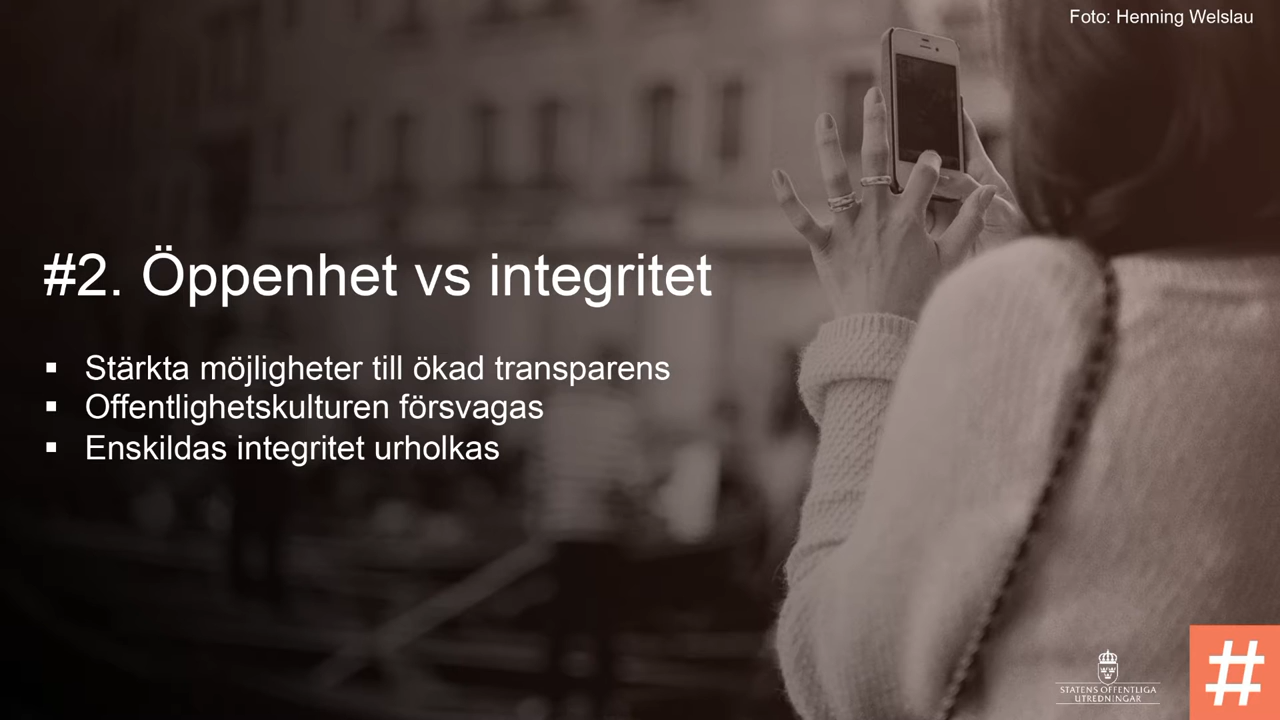 Foto: Henning Welslau
#2. Öppenhet vs integritet
▪ Stärkta möjligheter till ökad transparens
▪ Offentlighetskulturen försvagas
▪ Enskildas integritet urholkas
STATENS OFFENTLIGA
UTREDNINGAR
#